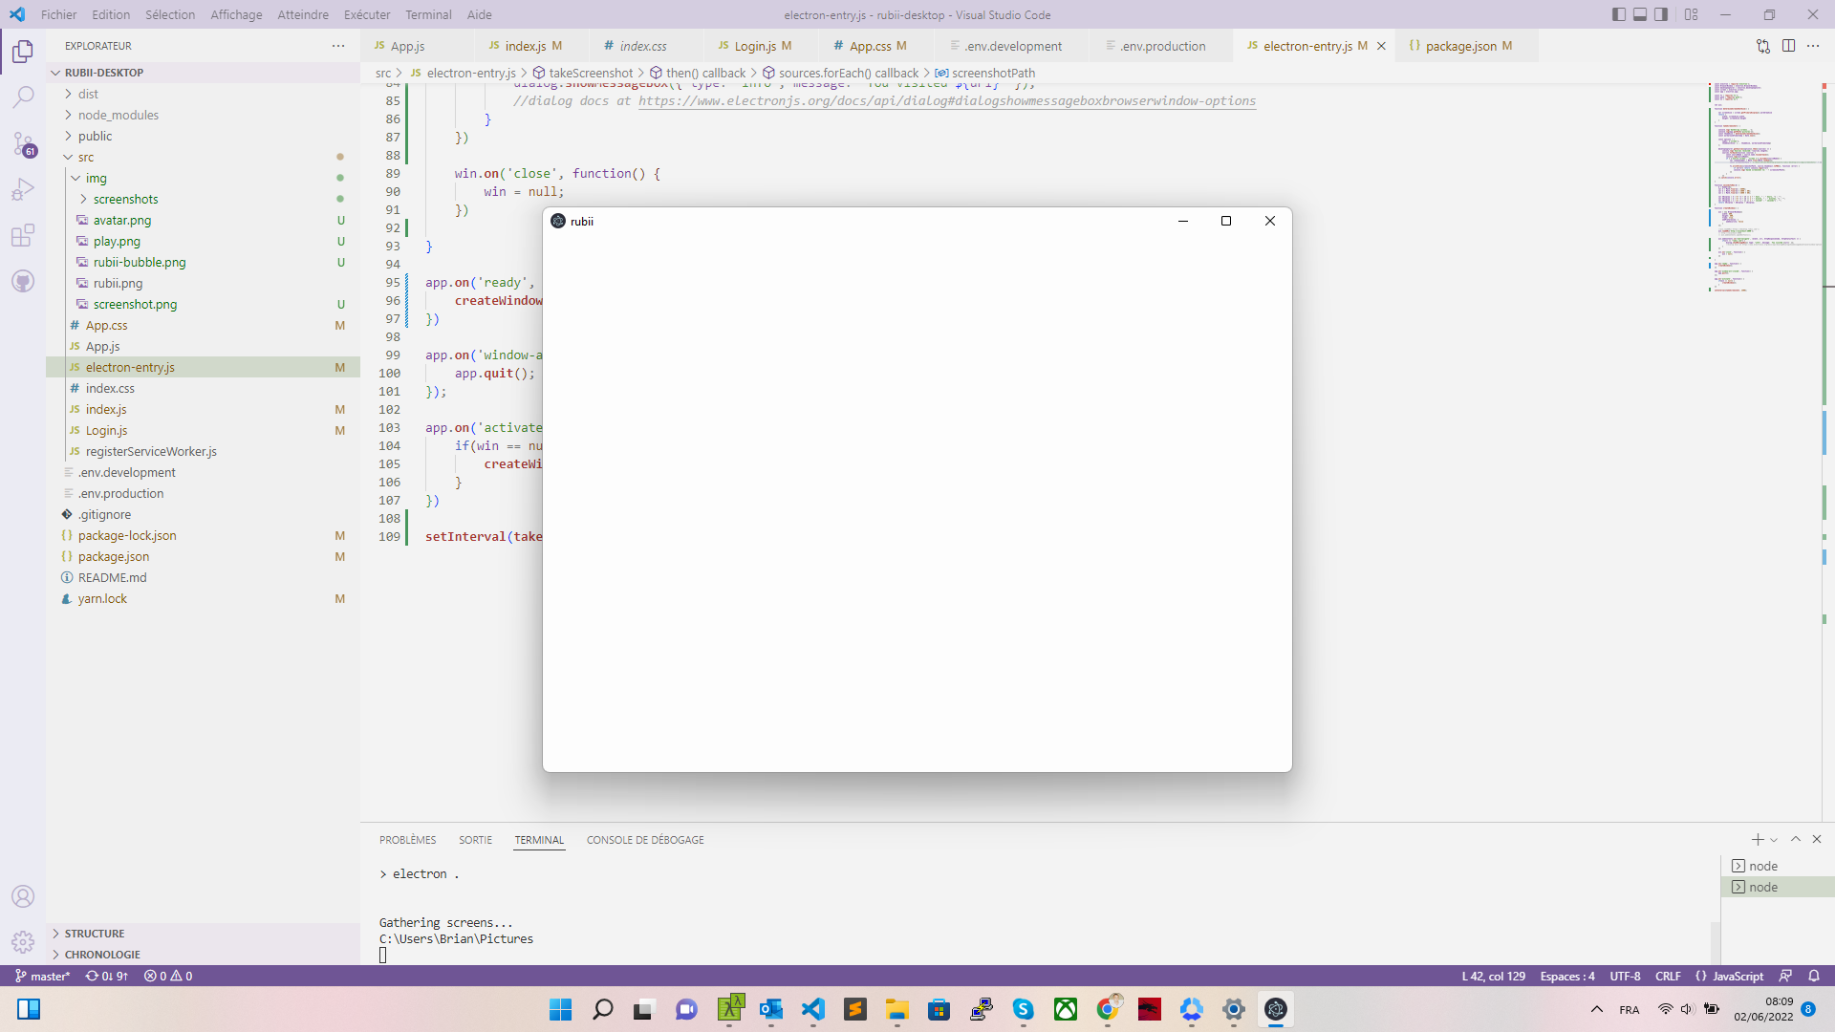 Fichier Edition Sélection Affichage Atteindre Exécuter Terminal Aide
electron-entry.js - rubii-desktop - Visual Studio Code
EXPLORATEUR
App.js
index.js M
index.css
Login.js M
App.css M
.env.development
.env.production
electron-entry.js M
package.json M
RUBII-DESKTOP
dist
node_modules
public
src
img
screenshots
avatar.png U
play.png U
rubii-bubble.png U
rubii.png
screenshot.png U
App.css M
App.js
electron-entry.js M
index.css
index.js M
Login.js M
registerServiceWorker.js
.env.development
.env.production
.gitignore
package-lock.json M
package.json M
README.md
yarn.lock M
STRUCTURE
CHRONOLOGIE
61
src > electron-entry.js > takeScreenshot > then() callback > sources.forEach() callback > screenshotPath
84 dialog.showMessageBox({ type: "info", message: `You visited ${url}` });
85 //dialog docs at https://www.electronjs.org/docs/api/dialog#dialogshowmessageboxbrowserwindow-options
86 }
87 })
88
89 win.on('close', function() {
90 win = null;
91 })
92
93 }
94
95 app.on('ready',
96 createWindow
97 })
98
99 app.on('window-a
100 app.quit();
101 });
102
103 app.on('activate
104 if(win == nu
105 createWi
106 }
107 })
108
109 setInterval(take
rubii
PROBLÈMES SORTIE TERMINAL CONSOLE DE DÉBOGAGE
> electron .
Gathering screens...
C:\Users\Brian\Pictures
node
node
master* 0↓ 9↑ 0 0
L 42, col 129 Espaces : 4 UTF-8 CRLF {} JavaScript
FRA
08:09
02/06/2022
8